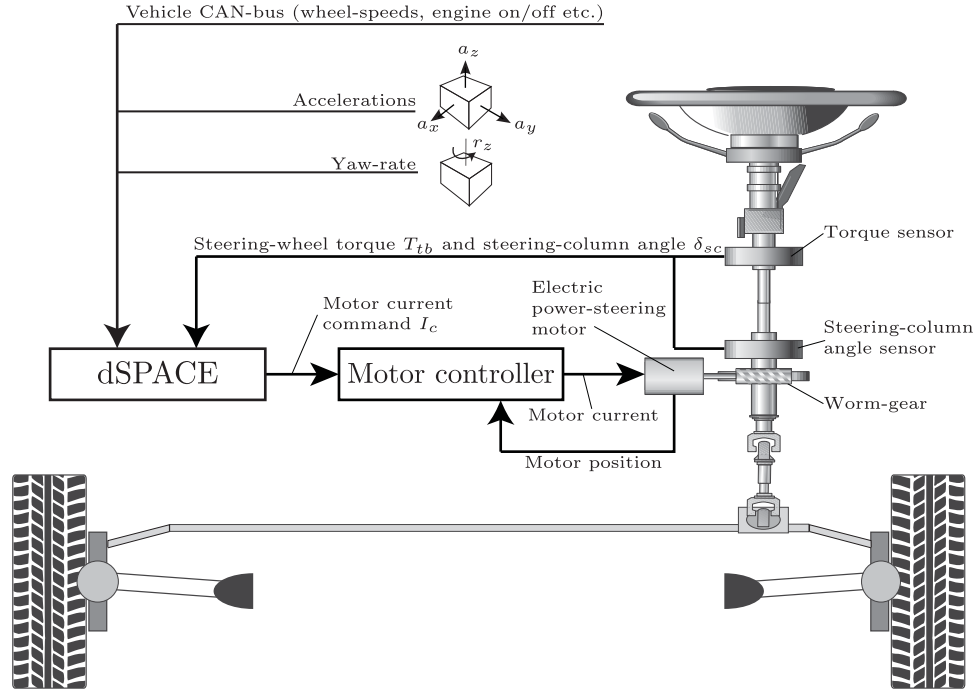 Vehicle CAN-bus (wheel-speeds, engine on/off etc.)
a_z
Accelerations
a_x
a_y
r_z
Yaw-rate
Steering-wheel torque T_tb and steering-column angle δ_sc
Torque sensor
Electric
power-steering
motor
Motor current
command I_c
Steering-column
angle sensor
dSPACE
Motor controller
Motor current
Worm-gear
Motor position